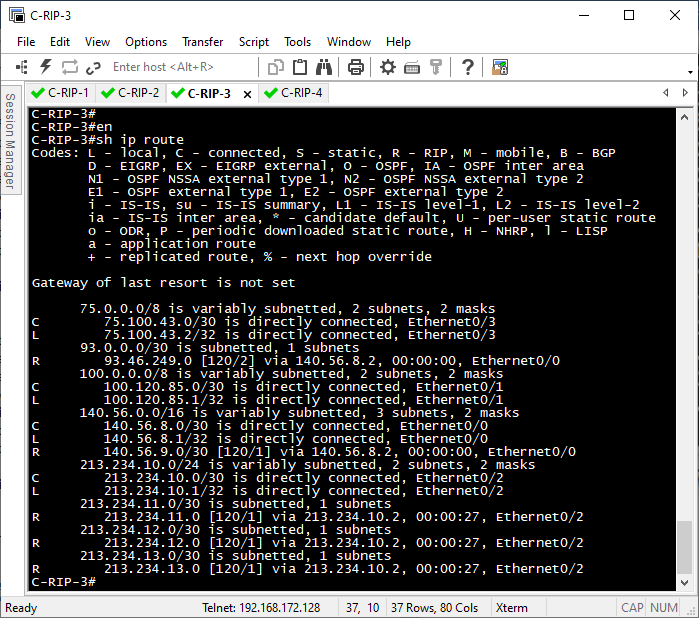 C-RIP-3
File Edit View Options Transfer Script Tools Window Help
Enter host <Alt+R>
Session Manager
C-RIP-1 C-RIP-2 C-RIP-3 C-RIP-4
C-RIP-3#
C-RIP-3#en
C-RIP-3#sh ip route
Codes: L - local, C - connected, S - static, R - RIP, M - mobile, B - BGP
D - EIGRP, EX - EIGRP external, O - OSPF, IA - OSPF inter area
N1 - OSPF NSSA external type 1, N2 - OSPF NSSA external type 2
E1 - OSPF external type 1, E2 - OSPF external type 2
i - IS-IS, su - IS-IS summary, L1 - IS-IS level-1, L2 - IS-IS level-2
ia - IS-IS inter area, * - candidate default, U - per-user static route
o - ODR, P - periodic downloaded static route, H - NHRP, l - LISP
a - application route
+ - replicated route, % - next hop override
Gateway of last resort is not set
75.0.0.0/8 is variably subnetted, 2 subnets, 2 masks
C 75.100.43.0/30 is directly connected, Ethernet0/3
L 75.100.43.2/32 is directly connected, Ethernet0/3
93.0.0.0/30 is subnetted, 1 subnets
R 93.46.249.0 [120/2] via 140.56.8.2, 00:00:00, Ethernet0/0
100.0.0.0/8 is variably subnetted, 2 subnets, 2 masks
C 100.120.85.0/30 is directly connected, Ethernet0/1
L 100.120.85.1/32 is directly connected, Ethernet0/1
140.56.0.0/16 is variably subnetted, 3 subnets, 2 masks
C 140.56.8.0/30 is directly connected, Ethernet0/0
L 140.56.8.1/32 is directly connected, Ethernet0/0
R 140.56.9.0/30 [120/1] via 140.56.8.2, 00:00:00, Ethernet0/0
213.234.10.0/24 is variably subnetted, 2 subnets, 2 masks
C 213.234.10.0/30 is directly connected, Ethernet0/2
L 213.234.10.1/32 is directly connected, Ethernet0/2
213.234.11.0/30 is subnetted, 1 subnets
R 213.234.11.0 [120/1] via 213.234.10.2, 00:00:27, Ethernet0/2
213.234.12.0/30 is subnetted, 1 subnets
R 213.234.12.0 [120/1] via 213.234.10.2, 00:00:27, Ethernet0/2
213.234.13.0/30 is subnetted, 1 subnets
R 213.234.13.0 [120/1] via 213.234.10.2, 00:00:27, Ethernet0/2
C-RIP-3#
Ready Telnet: 192.168.172.128 37, 10 37 Rows, 80 Cols Xterm CAP NUM